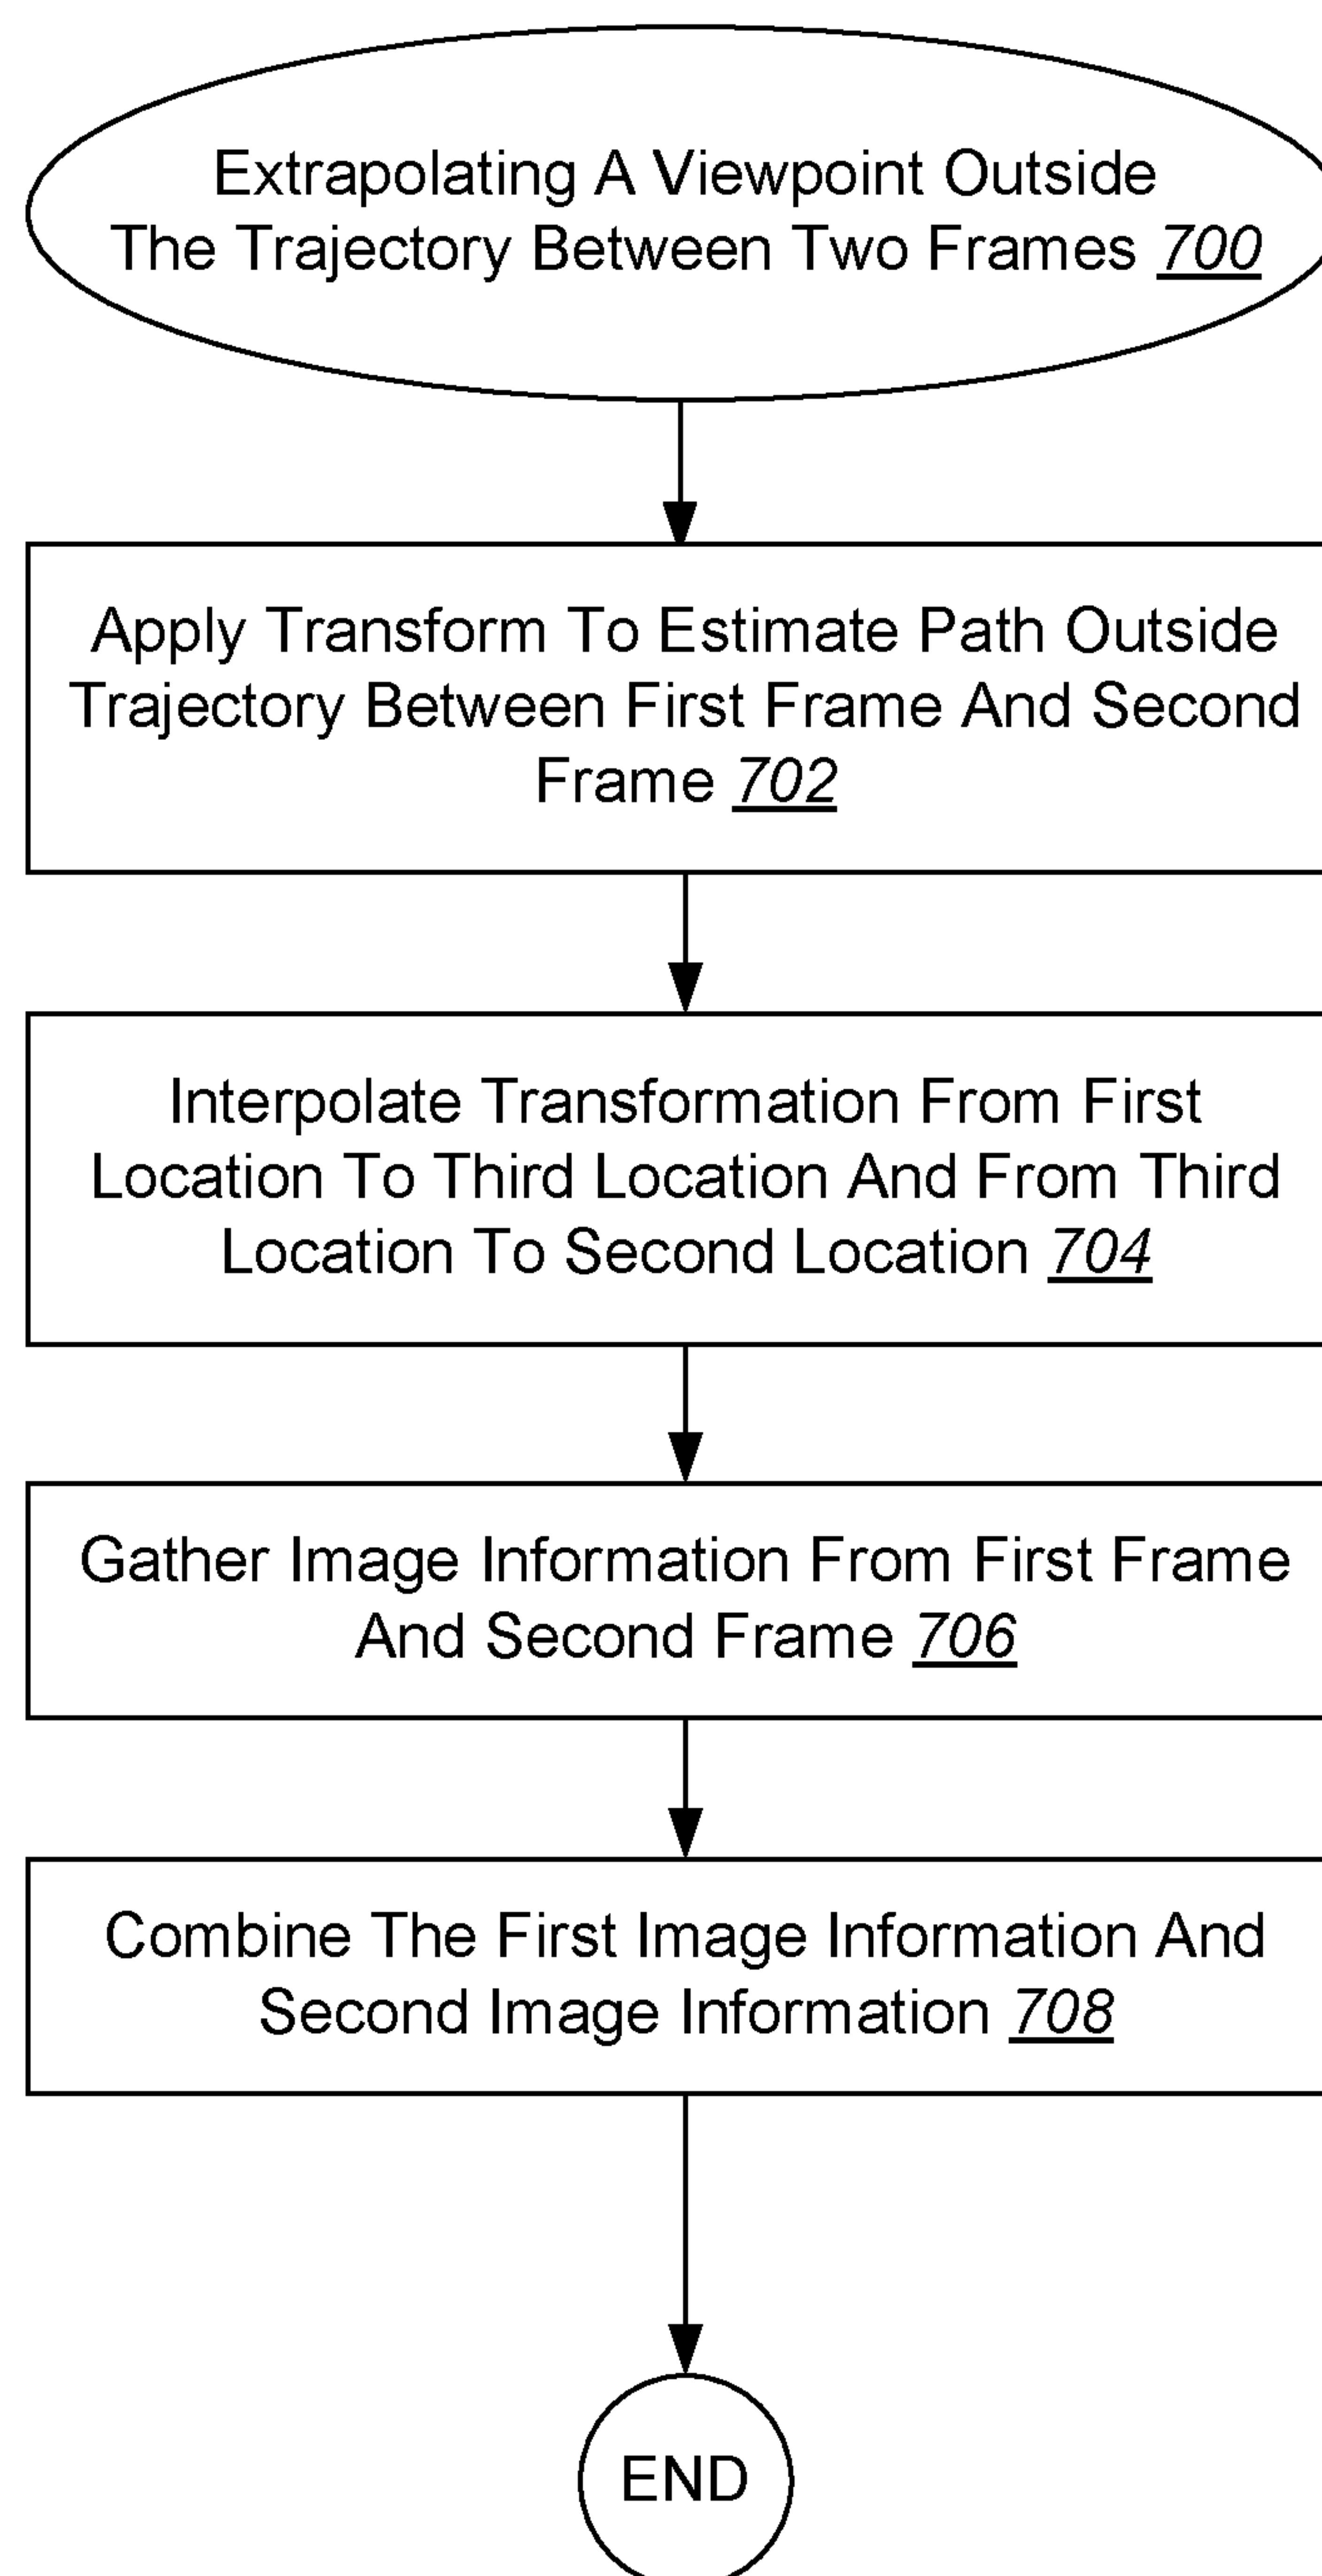 Extrapolating A Viewpoint Outside
The Trajectory Between Two Frames 700
Apply Transform To Estimate Path Outside
Trajectory Between First Frame And Second
Frame 702
Interpolate Transformation From First
Location To Third Location And From Third
Location To Second Location 704
Gather Image Information From First Frame
And Second Frame 706
Combine The First Image Information And
Second Image Information 708
END